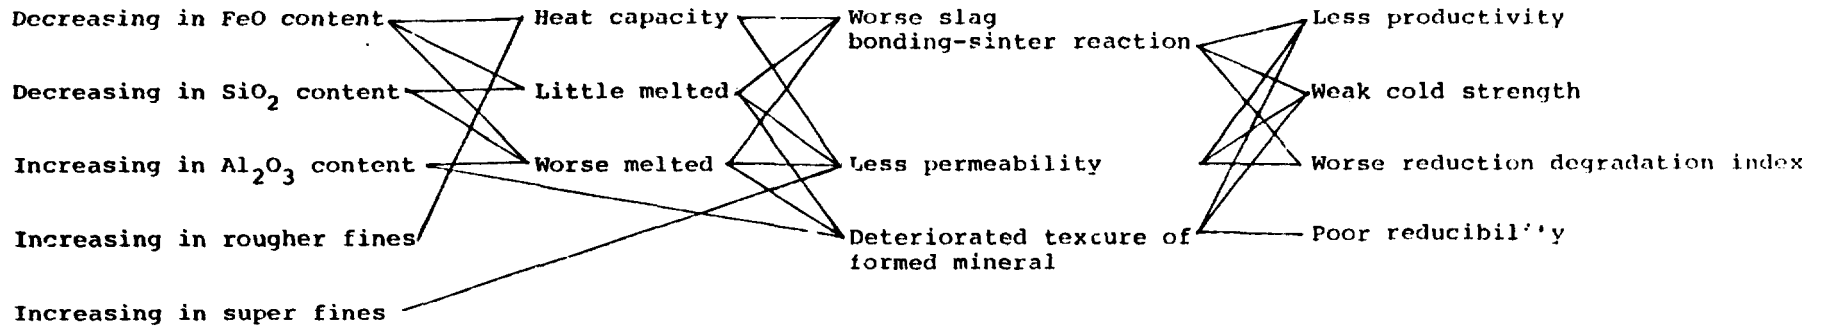 Decreasing in FeO content
Heat capacity
Worse slag
bonding-sinter reaction
Less productivity
Decreasing in SiO2 content
Little melted
Weak cold strength
Increasing in Al2O3 content
Worse melted
Less permeability
Worse reduction degradation index
Increasing in rougher fines
Deteriorated texcure of
formed mineral
Poor
Increasing in super fines